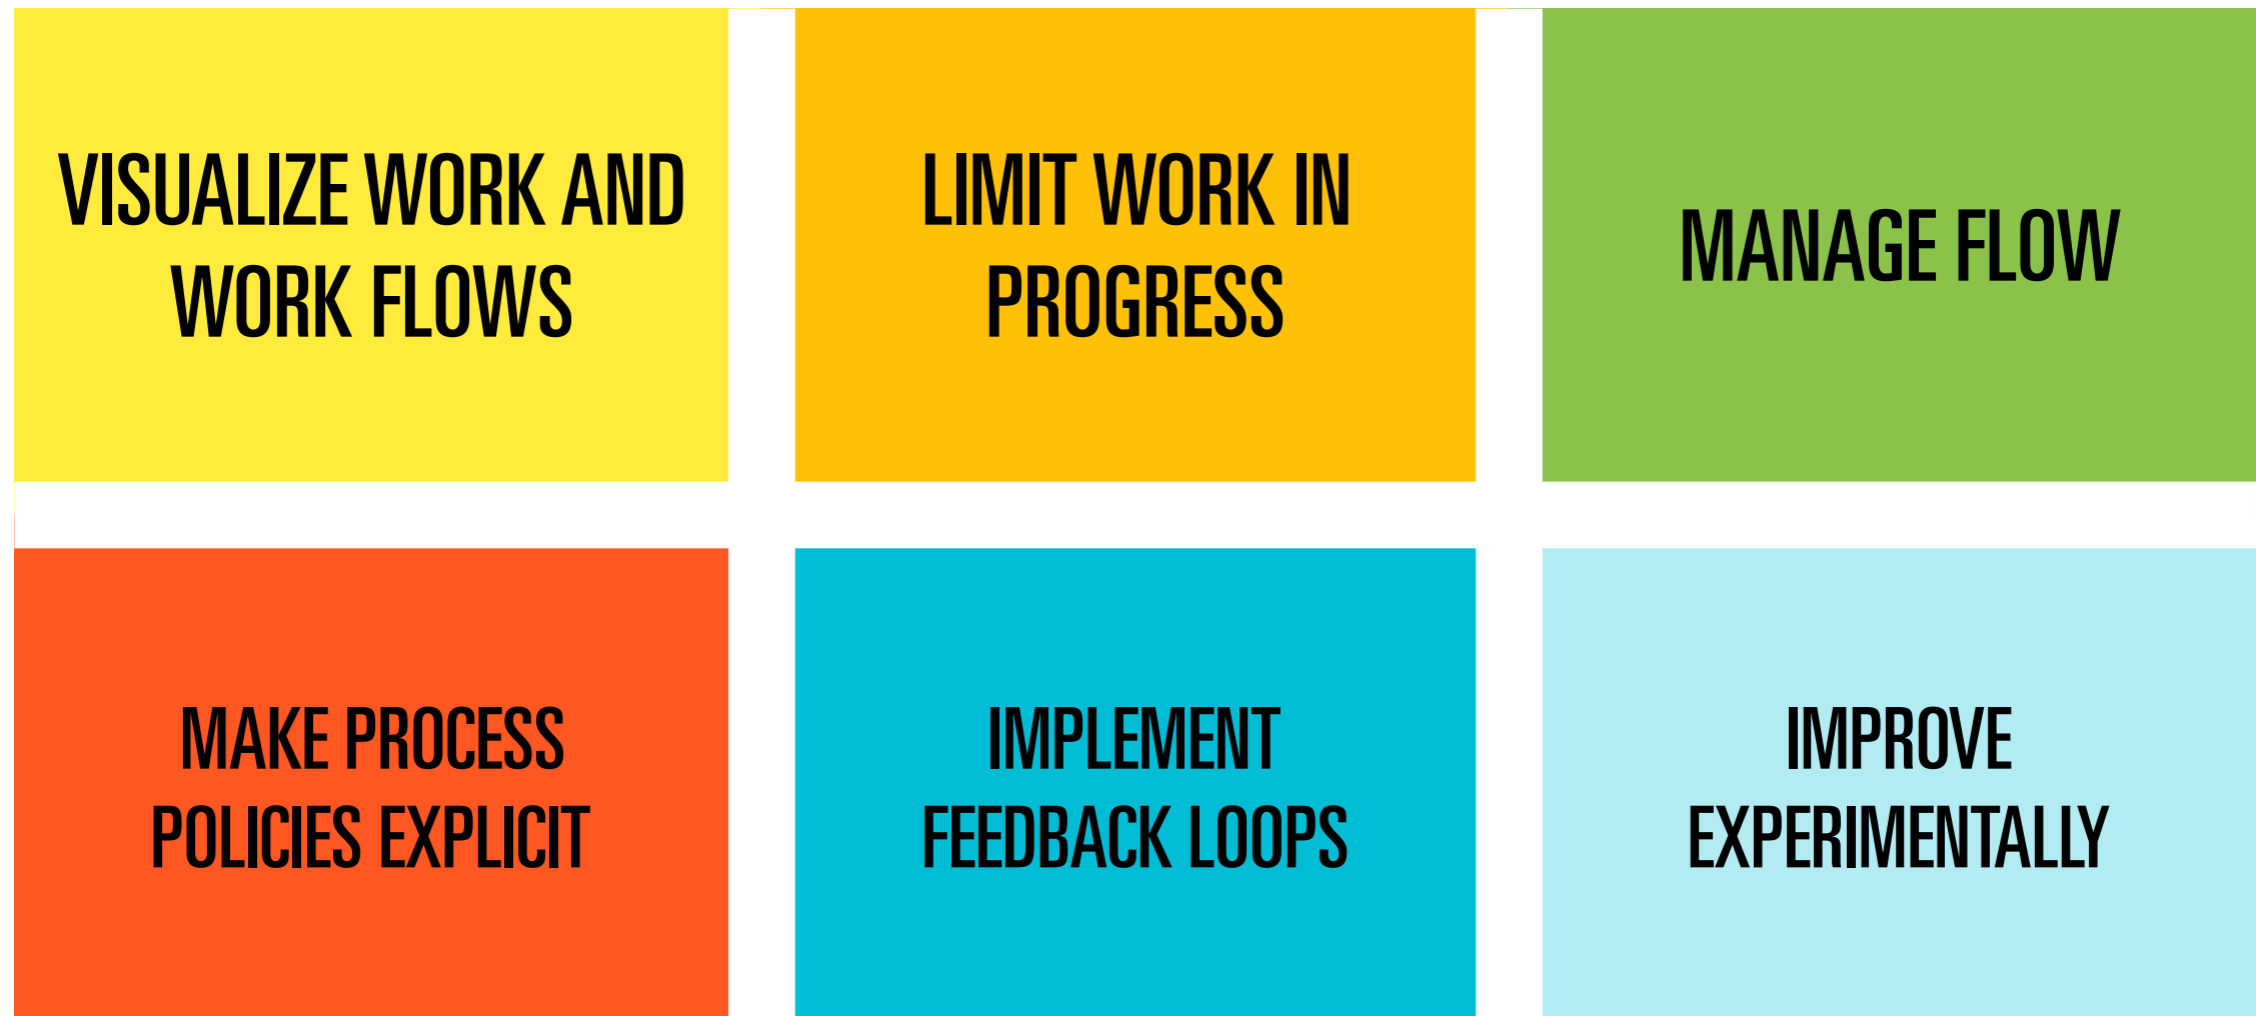 VISUALIZE WORK AND
WORK FLOWS
LIMIT WORK IN
PROGRESS
MANAGE FLOW
MAKE PROCESS
POLICIES EXPLICIT
IMPLEMENT
FEEDBACK LOOPS
IMPROVE
EXPERIMENTALLY